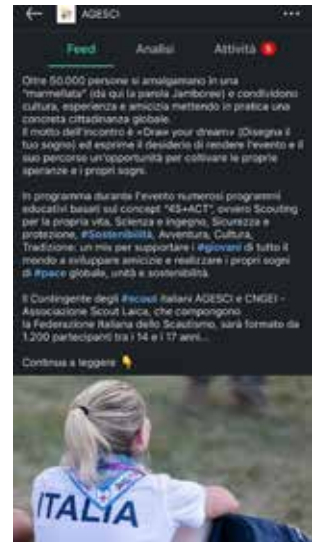 AGESCI
Feed Analisi Attività 5
Oltre 50.000 persone si amalgamano in una
"marmellata" (da qui la parola Jamboree) e condividono
cultura, esperienza e amicizia mettendo in pratica una
concreta cittadinanza globale.
Il motto dell'incontro è «Draw your dream» (Disegna il
tuo sogno) ed esprime il desiderio di rendere l'evento e il
suo percorso un'opportunità per coltivare le proprie
speranze e i propri sogni.
In programma durante l'evento numerosi programmi
educativi basati sul concept "4S+ACT", ovvero Scouting
per la propria vita, Scienza e ingegno, Sicurezza e
protezione, #Sostenibilità, Avventura, Cultura,
Tradizione: un mix per supportare i #giovani di tutto il
mondo a sviluppare amicizie e realizzare i propri sogni
di #pace globale, unità e sostenibilità.
Il Contingente degli #scout italiani AGESCI e CNGEI -
Associazione Scout Laica, che compongono
la Federazione Italiana dello Scautismo, sarà formato da
1.200 partecipanti tra i 14 e i 17 anni...
Continua a leggere 👇
ITALIA